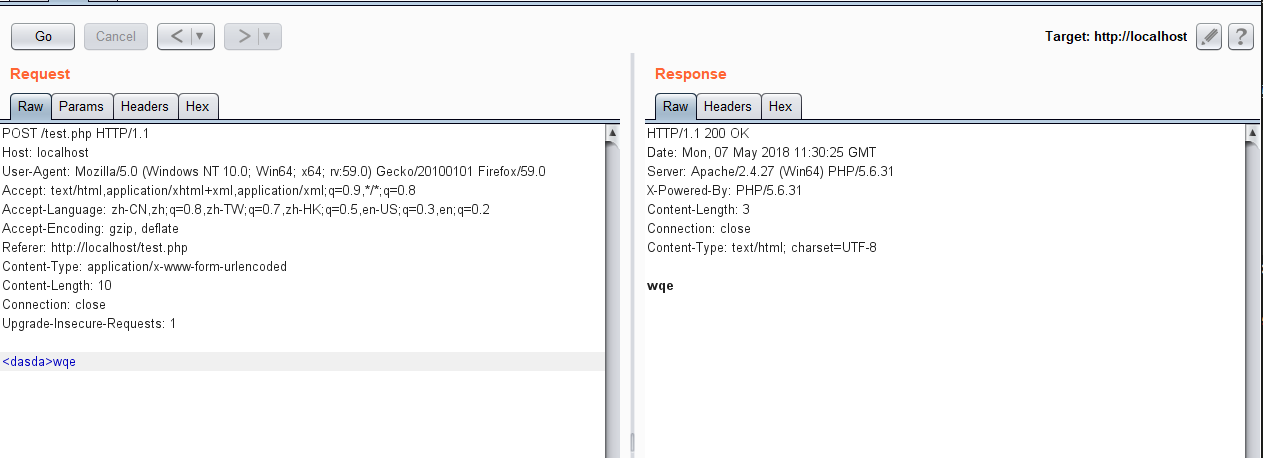 Go Cancel < > Target: http://localhost ?
Request
Raw Params Headers Hex
POST /test.php HTTP/1.1
Host: localhost
User-Agent: Mozilla/5.0 (Windows NT 10.0; Win64; x64; rv:59.0) Gecko/20100101 Firefox/59.0
Accept: text/html,application/xhtml+xml,application/xml;q=0.9,*/*;q=0.8
Accept-Language: zh-CN,zh;q=0.8,zh-TW;q=0.7,zh-HK;q=0.5,en-US;q=0.3,en;q=0.2
Accept-Encoding: gzip, deflate
Referer: http://localhost/test.php
Content-Type: application/x-www-form-urlencoded
Content-Length: 10
Connection: close
Upgrade-Insecure-Requests: 1
<dasda>wqe
Response
Raw Headers Hex
HTTP/1.1 200 OK
Date: Mon, 07 May 2018 11:30:25 GMT
Server: Apache/2.4.27 (Win64) PHP/5.6.31
X-Powered-By: PHP/5.6.31
Content-Length: 3
Connection: close
Content-Type: text/html; charset=UTF-8
wqe